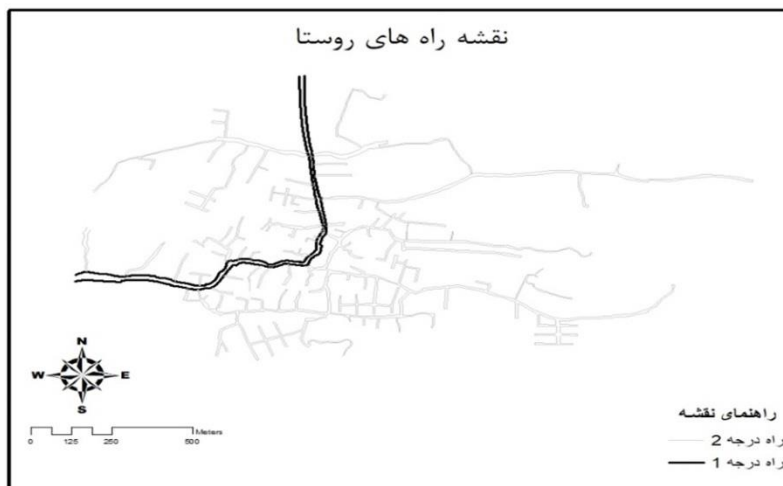 نقشه راه های روستا
N
W E
S
Meters
0 125 250 500
راهنمای نقشه
راه درجه 2
راه درجه 1